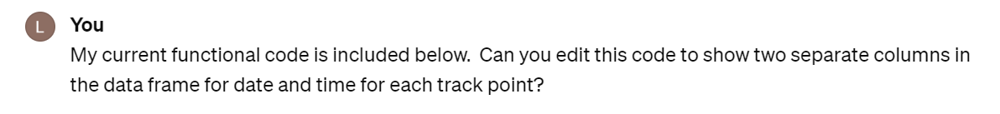 L You
My current functional code is included below.  Can you edit this code to show two separate columns in
the data frame for date and time for each track point?